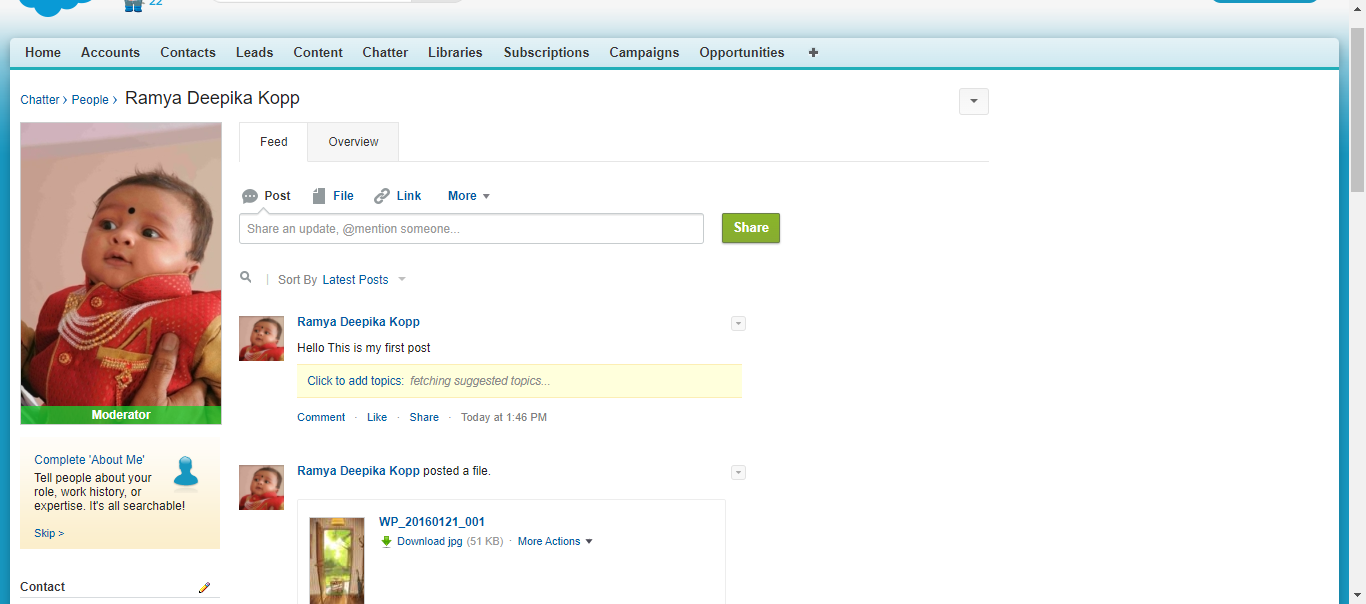 22
Home Accounts Contacts Leads Content Chatter Libraries Subscriptions Campaigns Opportunities +
Chatter › People › Ramya Deepika Kopp
Feed Overview
Post File Link More
Share an update, @mention someone... Share
Sort By Latest Posts
Ramya Deepika Kopp
Hello This is my first post
Click to add topics: fetching suggested topics...
Comment · Like · Share · Today at 1:46 PM
Moderator
Complete 'About Me'
Tell people about your
role, work history, or
expertise. It's all searchable!
Skip >
Ramya Deepika Kopp posted a file.
WP_20160121_001
Download jpg (51 KB) · More Actions
Contact